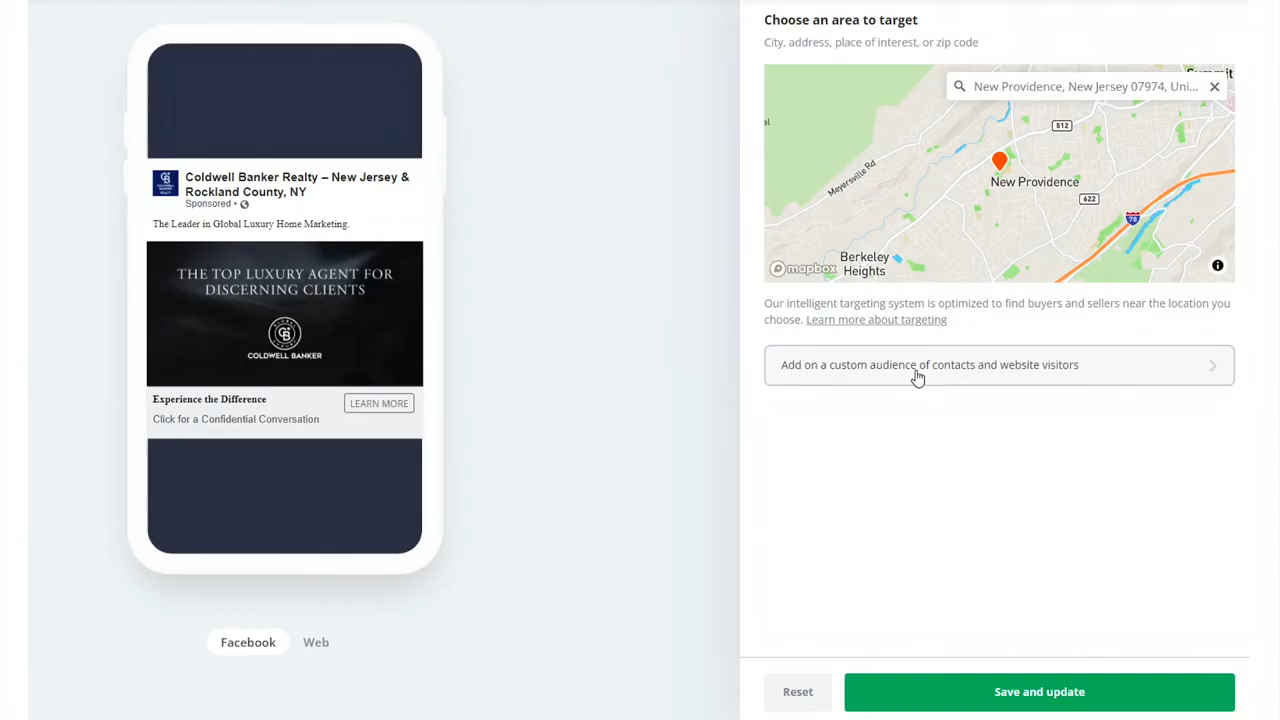 Choose an area to target
City, address, place of interest, or zip code
Summit
New Providence, New Jersey 07974, Uni...
512
Meyersville Rd
New Providence
622
78
Berkeley
Heights
mapbox
Our intelligent targeting system is optimized to find buyers and sellers near the location you
choose. Learn more about targeting
Add on a custom audience of contacts and website visitors
Reset
Save and update
Coldwell Banker Realty – New Jersey &
Rockland County, NY
Sponsored •
The Leader in Global Luxury Home Marketing.
THE TOP LUXURY AGENT FOR
DISCERNING CLIENTS
GLOBAL
CB
LUXURY
COLDWELL BANKER
Experience the Difference
LEARN MORE
Click for a Confidential Conversation
Facebook
Web